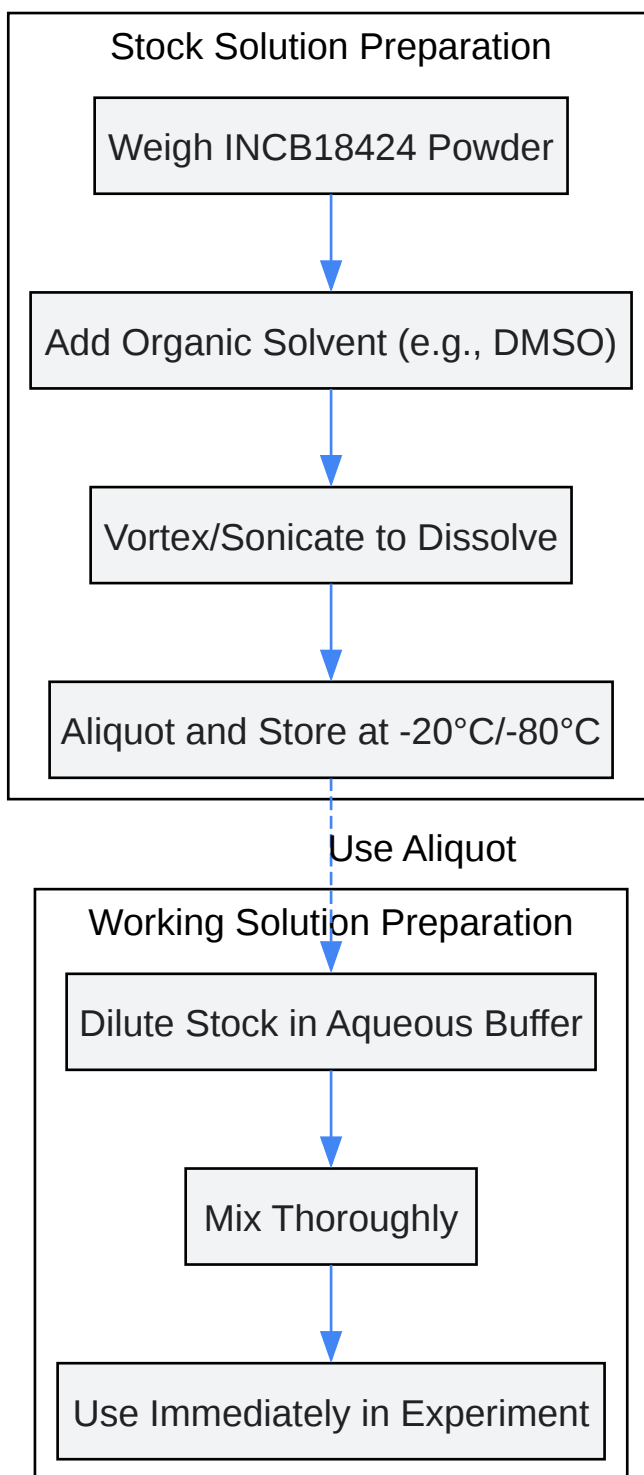 Stock Solution Preparation
Weigh INCB18424 Powder
Add Organic Solvent (e.g., DMSO)
Vortex/Sonicate to Dissolve
Aliquot and Store at -20°C/-80°C
Use Aliquot
Working Solution Preparation
Dilute Stock in Aqueous Buffer
Mix Thoroughly
Use Immediately in Experiment